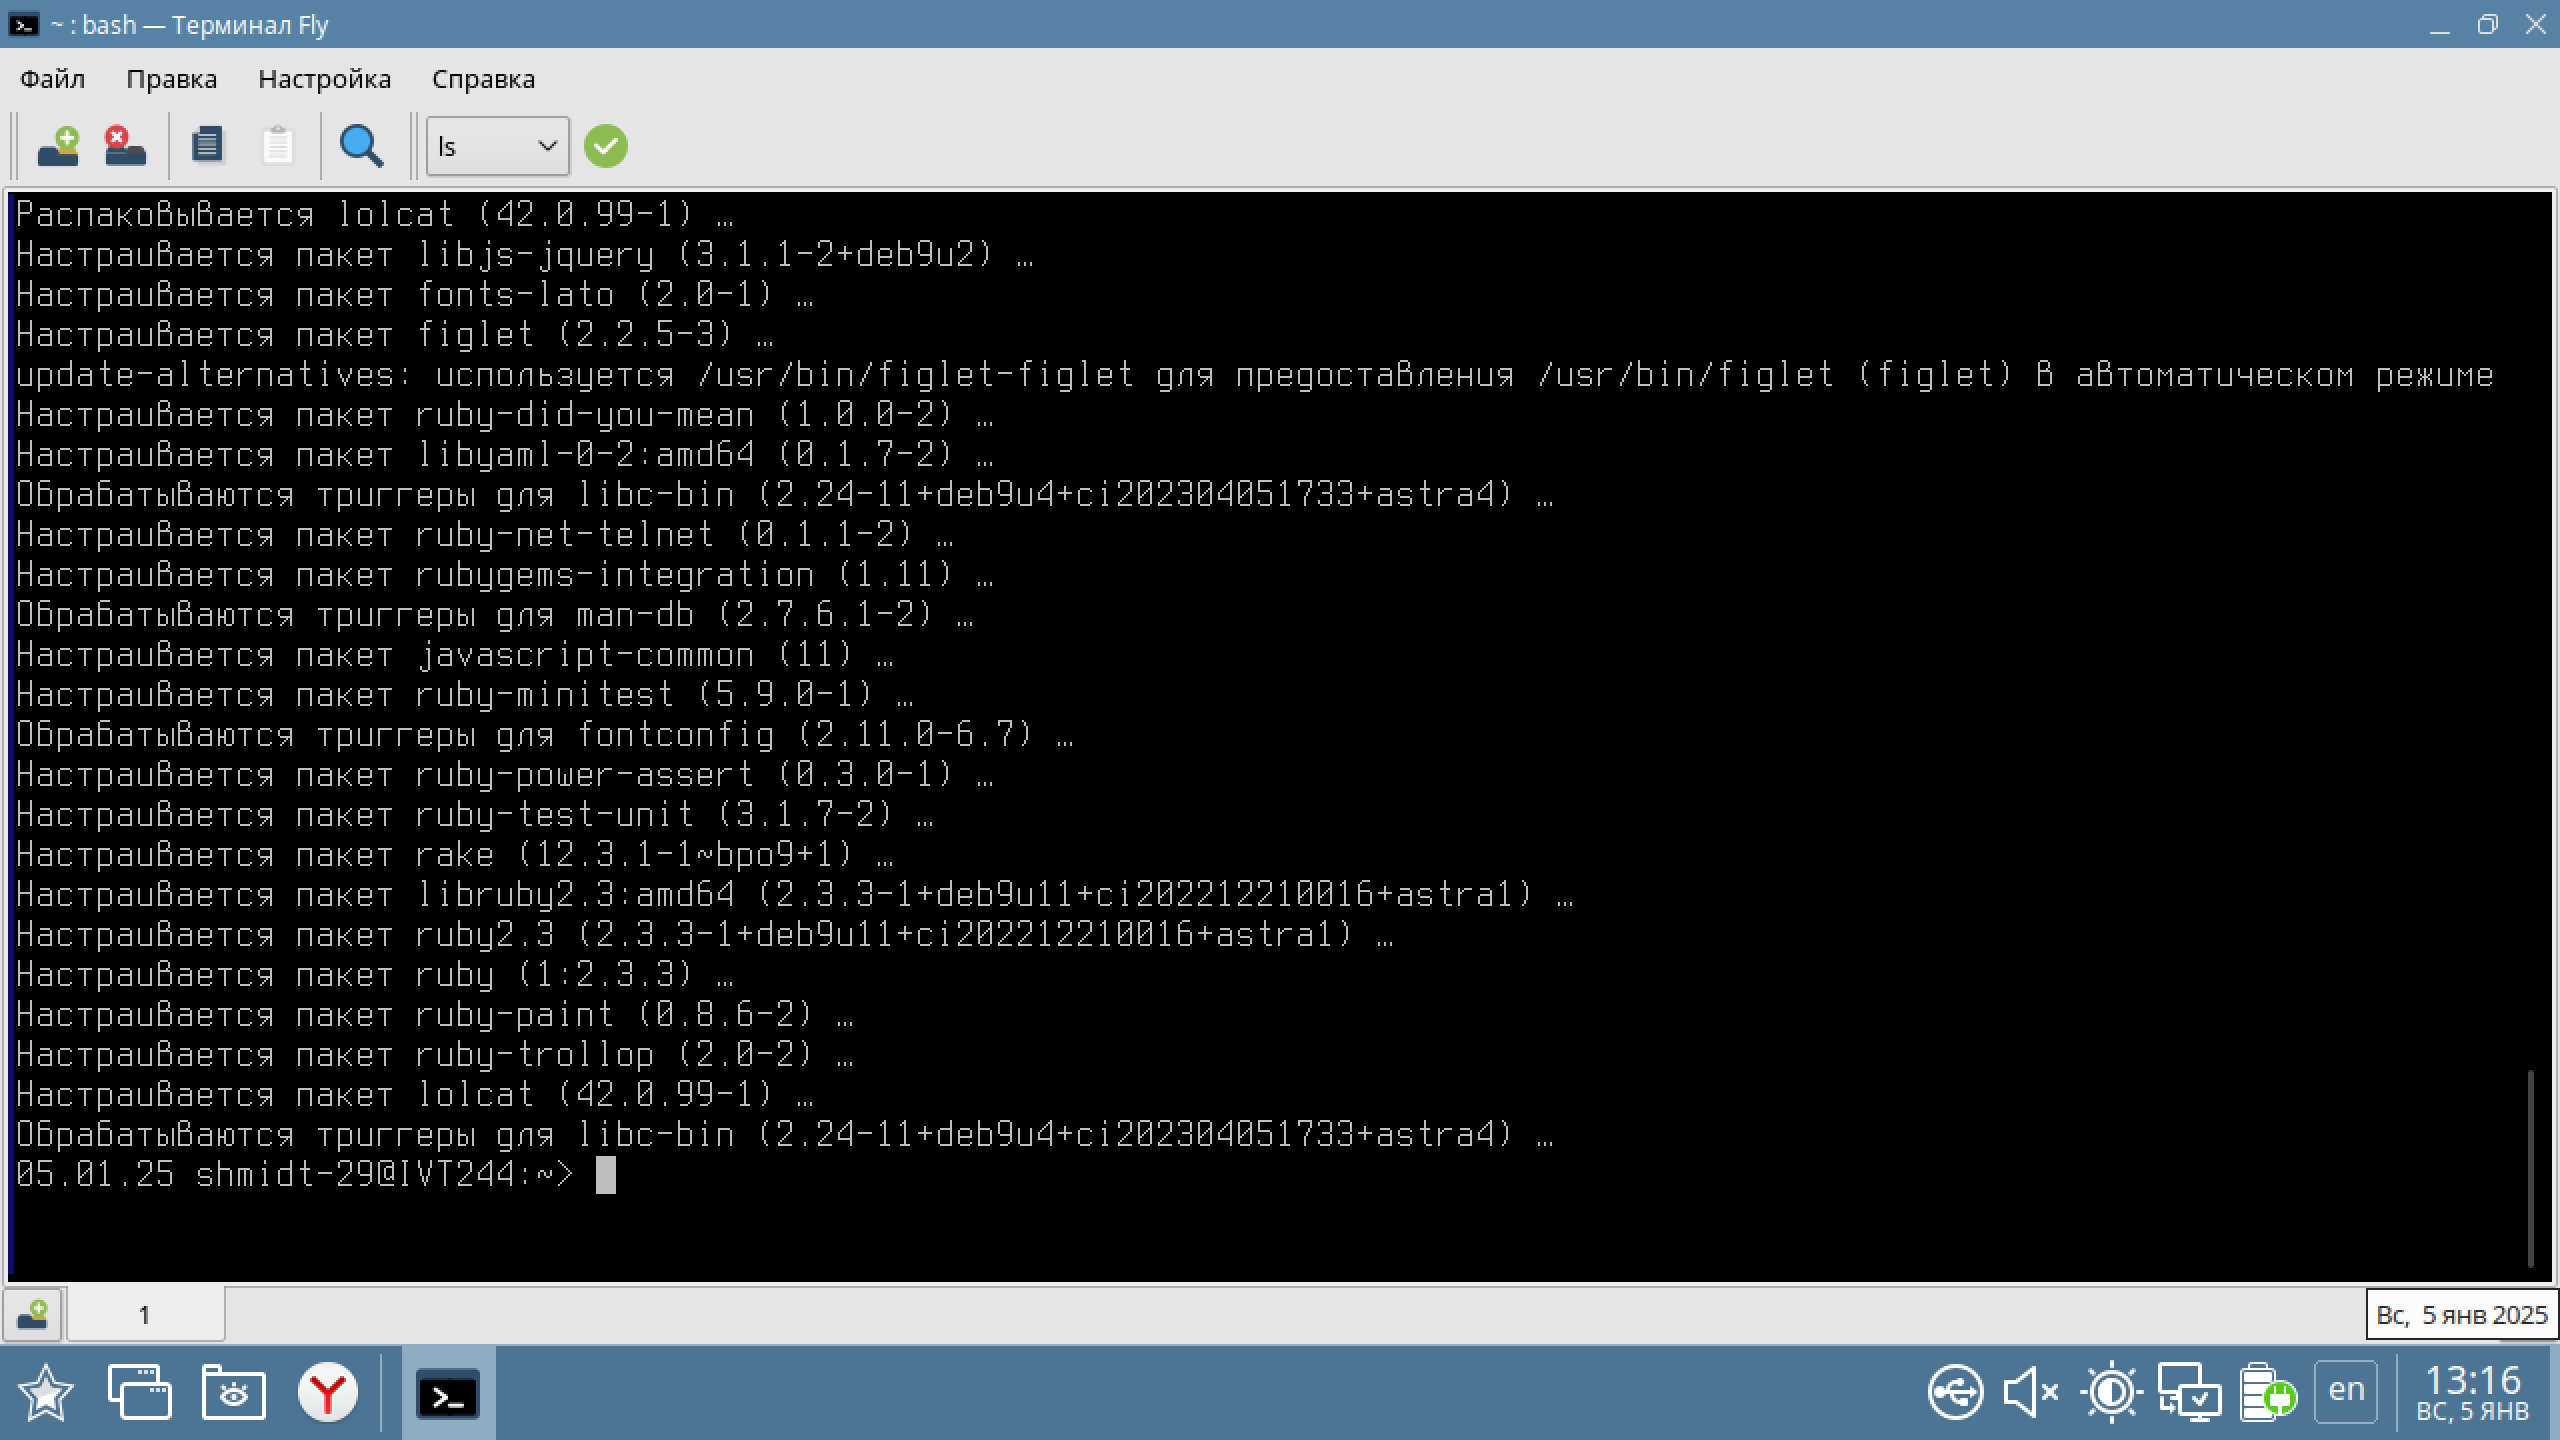 ~ : bash — Терминал Fly
Файл Правка Настройка Справка
ls
Распаковывается lolcat (42.0.99-1) …
Настраивается пакет libjs-jquery (3.1.1-2+deb9u2) …
Настраивается пакет fonts-lato (2.0-1) …
Настраивается пакет figlet (2.2.5-3) …
update-alternatives: используется /usr/bin/figlet-figlet для предоставления /usr/bin/figlet (figlet) в автоматическом режиме
Настраивается пакет ruby-did-you-mean (1.0.0-2) …
Настраивается пакет libyaml-0-2:amd64 (0.1.7-2) …
Обрабатываются триггеры для libc-bin (2.24-11+deb9u4+ci202304051733+astra4) …
Настраивается пакет ruby-net-telnet (0.1.1-2) …
Настраивается пакет rubygems-integration (1.11) …
Обрабатываются триггеры для man-db (2.7.6.1-2) …
Настраивается пакет javascript-common (11) …
Настраивается пакет ruby-minitest (5.9.0-1) …
Обрабатываются триггеры для fontconfig (2.11.0-6.7) …
Настраивается пакет ruby-power-assert (0.3.0-1) …
Настраивается пакет ruby-test-unit (3.1.7-2) …
Настраивается пакет rake (12.3.1-1~bpo9+1) …
Настраивается пакет libruby2.3:amd64 (2.3.3-1+deb9u11+ci202212210016+astra1) …
Настраивается пакет ruby2.3 (2.3.3-1+deb9u11+ci202212210016+astra1) …
Настраивается пакет ruby (1:2.3.3) …
Настраивается пакет ruby-paint (0.8.6-2) …
Настраивается пакет ruby-trollop (2.0-2) …
Настраивается пакет lolcat (42.0.99-1) …
Обрабатываются триггеры для libc-bin (2.24-11+deb9u4+ci202304051733+astra4) …
05.01.25 shmidt-29@IVT244:~>
1
Вс, 5 янв 2025
en
13:16
ВС, 5 ЯНВ